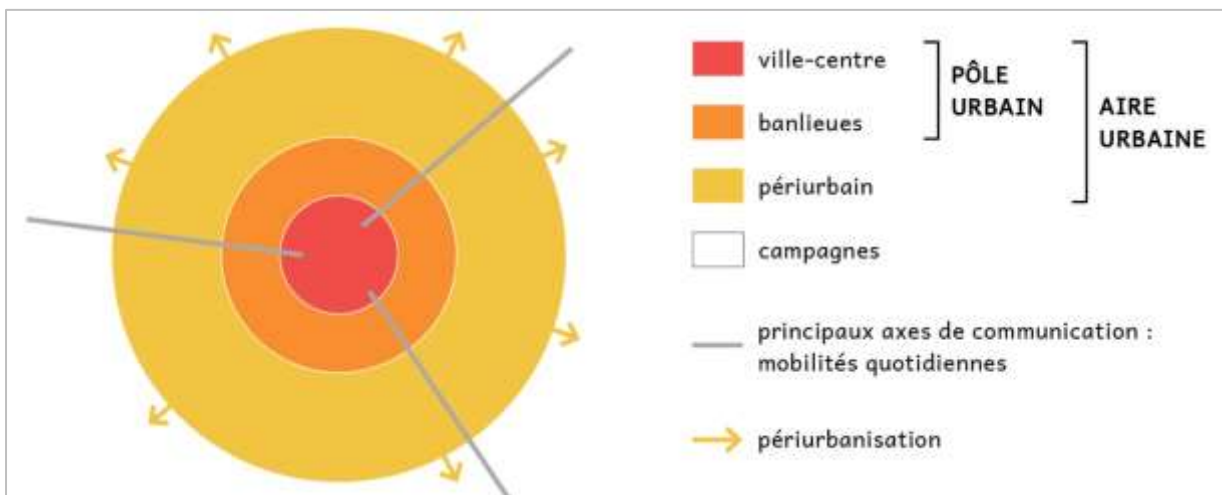 ville-centre
banlieues
périurbain
campagnes
PÔLE
URBAIN
AIRE
URBAINE
principaux axes de communication :
mobilités quotidiennes
périurbanisation